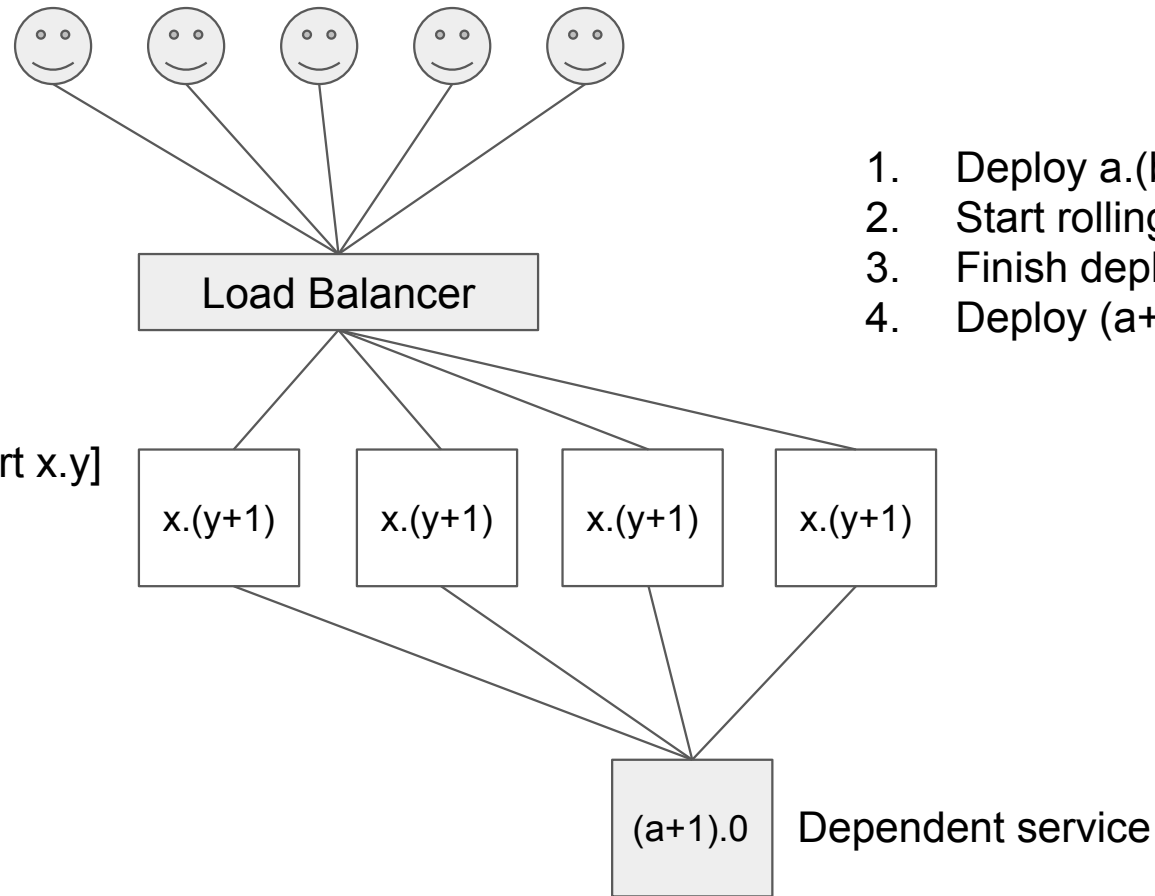 1. Deploy a.(
2. Start rolling
3. Finish depl
4. Deploy (a+
Load Balancer
rt x.y]
x.(y+1) x.(y+1) x.(y+1) x.(y+1)
(a+1).0 Dependent service